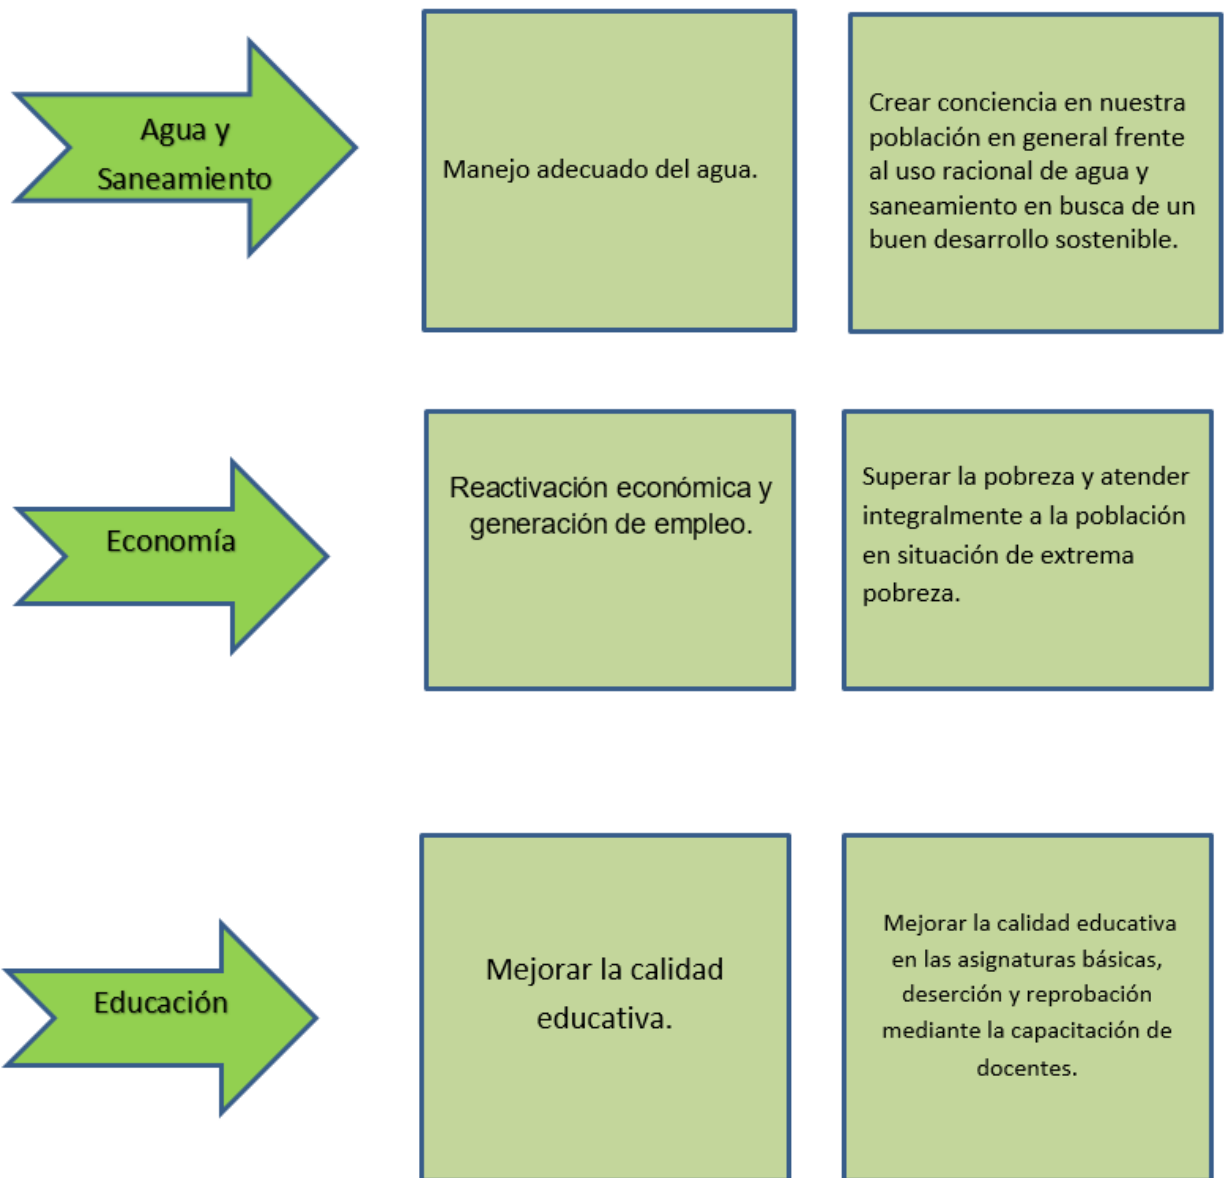 Agua y
Saneamiento
Manejo adecuado del agua.
Crear conciencia en nuestra
población en general frente
al uso racional de agua y
saneamiento en busca de un
buen desarrollo sostenible.
Economía
Reactivación económica y
generación de empleo.
Superar la pobreza y atender
integralmente a la población
en situación de extrema
pobreza.
Educación
Mejorar la calidad
educativa.
Mejorar la calidad educativa
en las asignaturas básicas,
deserción y reprobación
mediante la capacitación de
docentes.